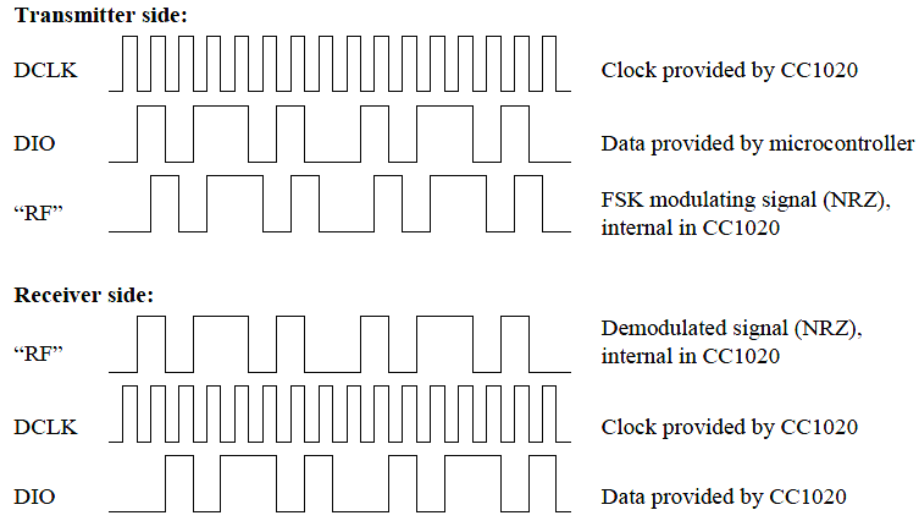 Transmitter side:
DCLK
Clock provided by CC1020
DIO
Data provided by microcontroller
“RF”
FSK modulating signal (NRZ),
internal in CC1020
Receiver side:
“RF”
Demodulated signal (NRZ),
internal in CC1020
DCLK
Clock provided by CC1020
DIO
Data provided by CC1020